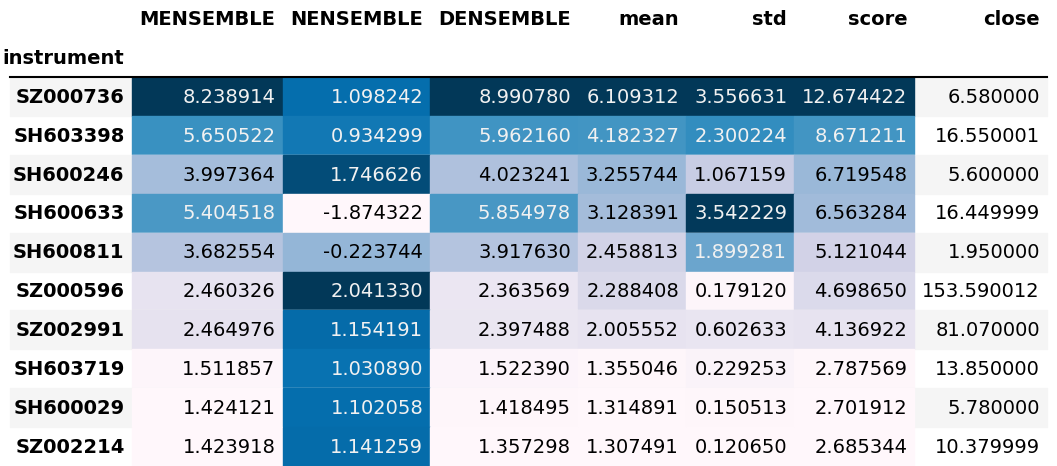 MENSEMBLE NENSEMBLE DENSEMBLE mean std score close
instrument
SZ000736 8.238914 1.098242 8.990780 6.109312 3.556631 12.674422 6.580000
SH603398 5.650522 0.934299 5.962160 4.182327 2.300224 8.671211 16.550001
SH600246 3.997364 1.746626 4.023241 3.255744 1.067159 6.719548 5.600000
SH600633 5.404518 -1.874322 5.854978 3.128391 3.542229 6.563284 16.449999
SH600811 3.682554 -0.223744 3.917630 2.458813 1.899281 5.121044 1.950000
SZ000596 2.460326 2.041330 2.363569 2.288408 0.179120 4.698650 153.590012
SZ002991 2.464976 1.154191 2.397488 2.005552 0.602633 4.136922 81.070000
SH603719 1.511857 1.030890 1.522390 1.355046 0.229253 2.787569 13.850000
SH600029 1.424121 1.102058 1.418495 1.314891 0.150513 2.701912 5.780000
SZ002214 1.423918 1.141259 1.357298 1.307491 0.120650 2.685344 10.379999